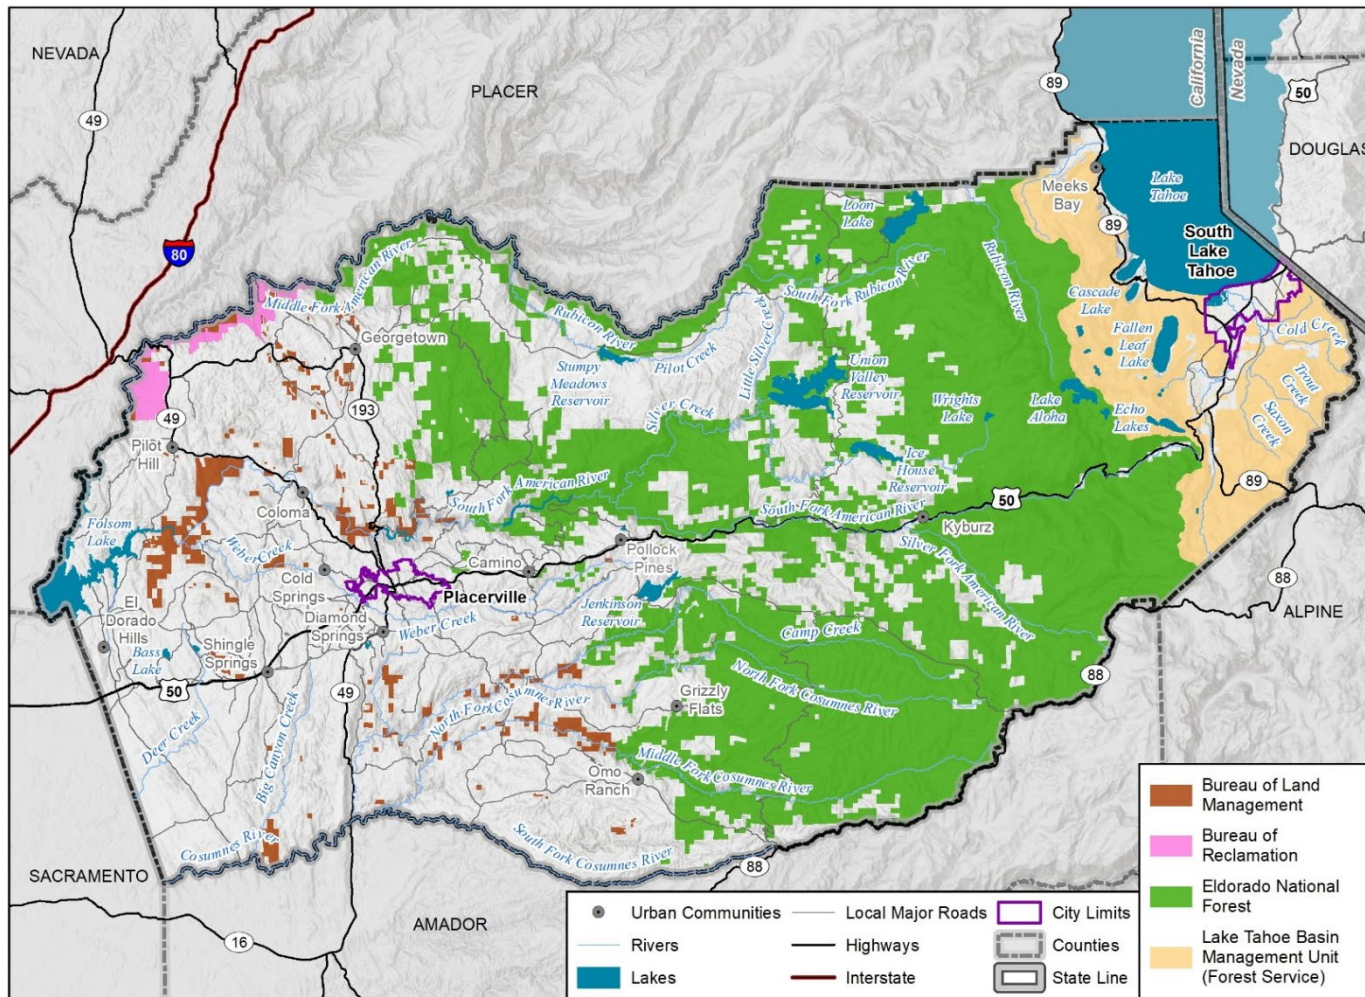 NEVADA
PLACER
89
California
Nevada
50
49
DOUGLAS
80
Meeks
Bay
Lake
Tahoe
Loon
Lake
89
South
Lake
Tahoe
Middle Fork American River
South Fork Rubicon River
Rubicon River
Cascade
Lake
Fallen
Leaf
Lake
Cold Creek
Trout
Creek
Saxon
Creek
Georgetown
Rubicon River
Pilot Creek
Little Silver Creek
Stumpy
Meadows
Reservoir
Union
Valley
Reservoir
Silver Creek
Wrights
Lake
Lake
Aloha
Echo
Lakes
193
49
Pilot
Hill
Ice
House
Reservoir
South Fork American River
50
89
South Fork American River
Kyburz
Coloma
Folsom
Lake
Weber Creek
Cold
Springs
Camino
Pollock
Pines
Silver Fork American River
88
ALPINE
Placerville
El
Dorado
Hills
Diamond
Springs
Weber Creek
Jenkinson
Reservoir
Camp Creek
Bass
Lake
Shingle
Springs
50
49
88
Grizzly
Flats
North Fork Cosumnes River
North Fork Cosumnes River
Deer Creek
Big Canyon Creek
Middle Fork Cosumnes River
Omo
Ranch
Cosumnes River
South Fork Cosumnes River
88
SACRAMENTO
AMADOR
16
Urban Communities
Local Major Roads
City Limits
Rivers
Highways
Counties
Lakes
Interstate
State Line
Bureau of Land
Management
Bureau of
Reclamation
Eldorado National
Forest
Lake Tahoe Basin
Management Unit
(Forest Service)